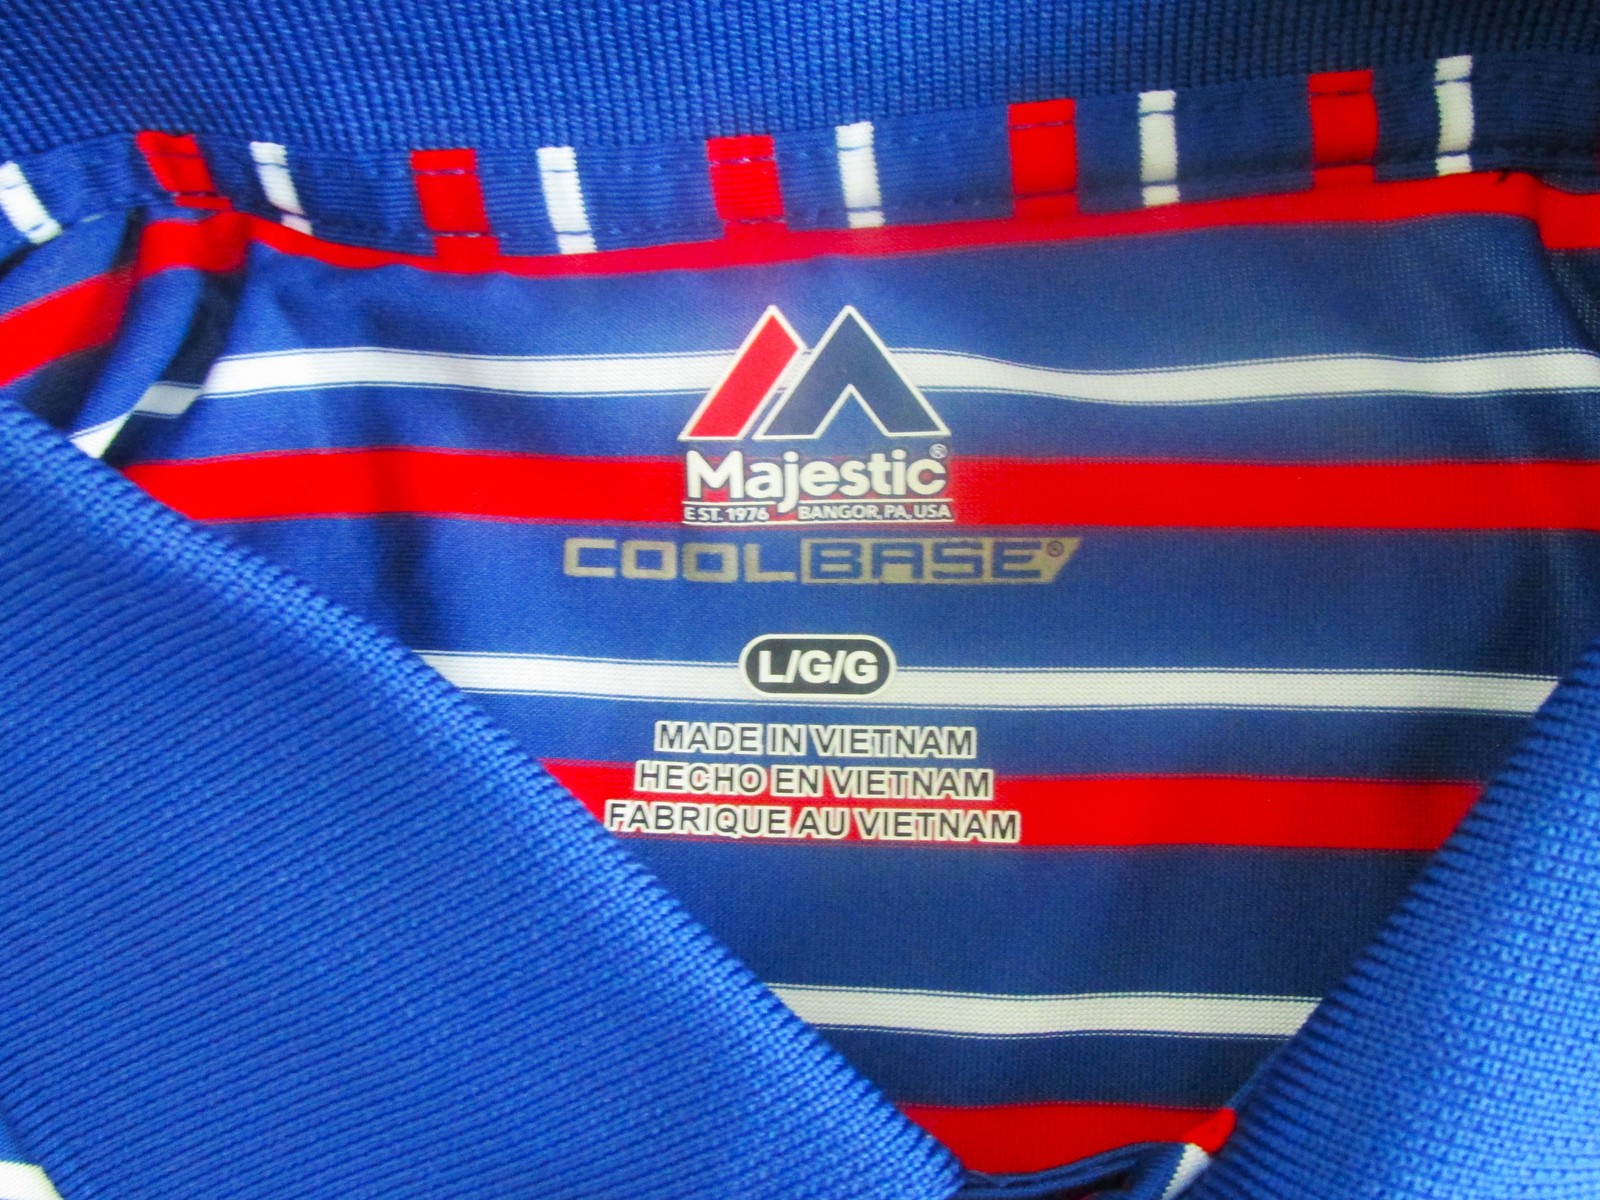 Majestic®
EST. 1976 BANGOR, PA, USA
COOLBASE®
L/G/G
MADE IN VIETNAM
HECHO EN VIETNAM
FABRIQUE AU VIETNAM